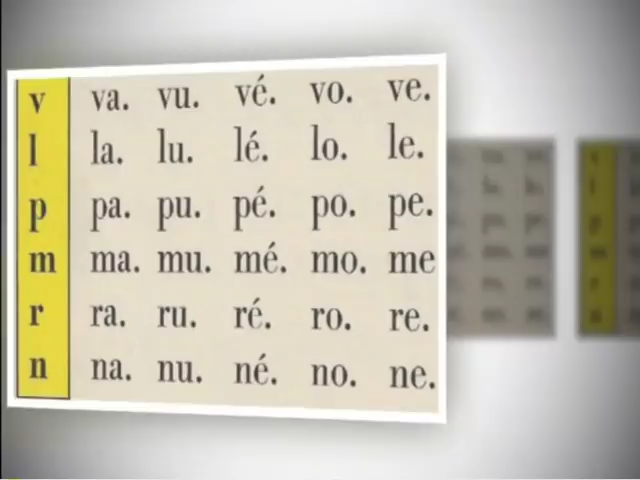 v va. vu. vé. vo. ve.
l la. lu. lé. lo. le.
p pa. pu. pé. po. pe.
m ma. mu. mé. mo. me
r ra. ru. ré. ro. re.
n na. nu. né. no. ne.